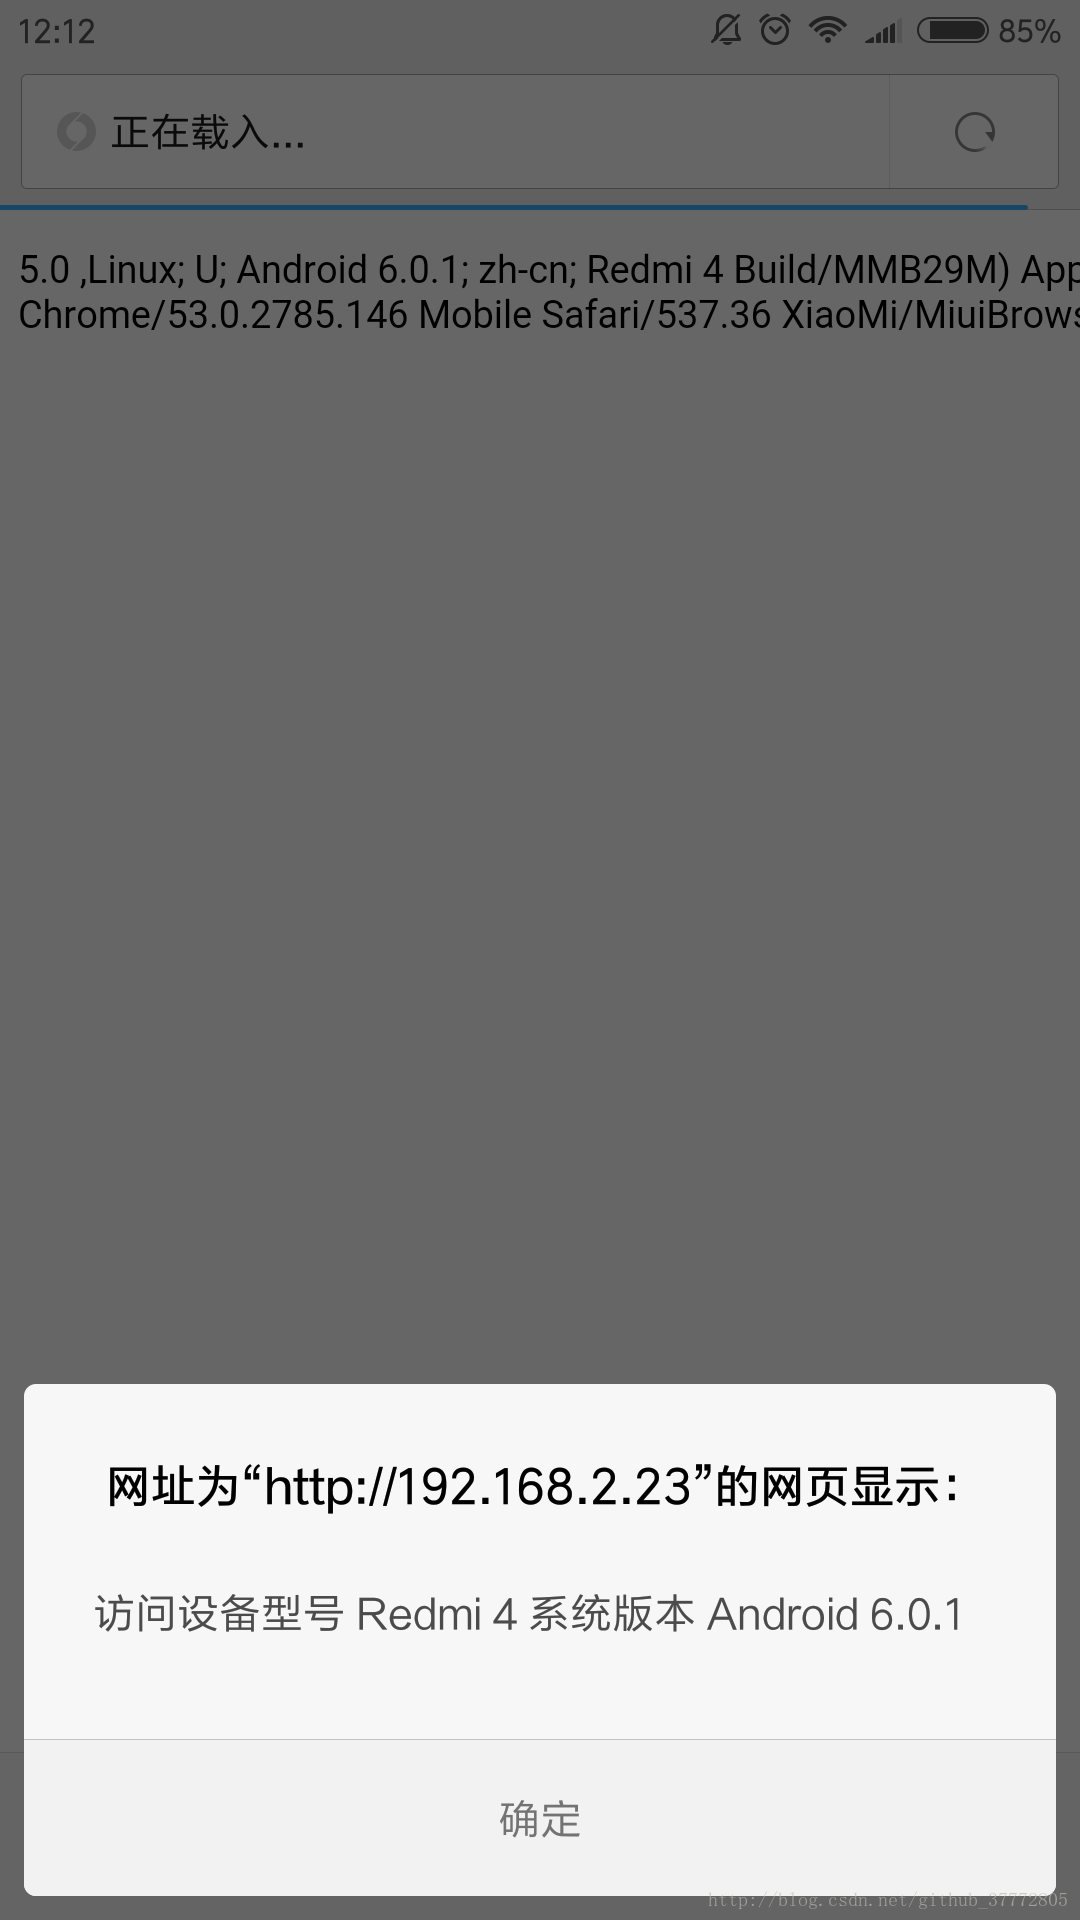 12:12
85%
正在载入...
5.0 ,Linux; U; Android 6.0.1; zh-cn; Redmi 4 Build/MMB29M) App
Chrome/53.0.2785.146 Mobile Safari/537.36 XiaoMi/MiuiBrows
网址为“http://192.168.2.23”的网页显示：
访问设备型号 Redmi 4 系统版本 Android 6.0.1
确定
http://blog.csdn.net/github_37772805